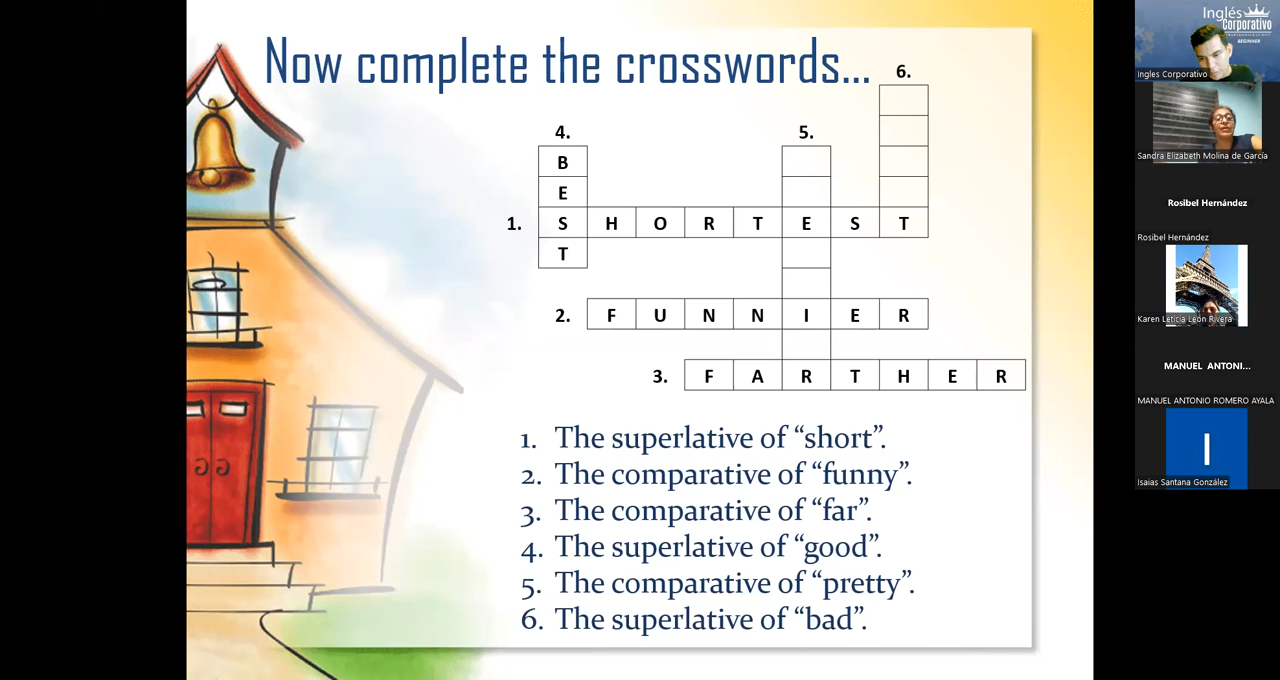 Now complete the crosswords...
6.
4.
5.
B
E
1. S H O R T E S T
T
2. F U N N I E R
3. F A R T H E R
1. The superlative of “short”.
2. The comparative of “funny”.
3. The comparative of “far”.
4. The superlative of “good”.
5. The comparative of “pretty”.
6. The superlative of “bad”.
Inglés
Corporativo
BEGINNER
Ingles Corporativo
Sandra Elizabeth Molina de García
Rosibel Hernández
Rosibel Hernández
Karen Leticia León Rivera
MANUEL ANTONI...
MANUEL ANTONIO ROMERO AYALA
I
Isaias Santana González